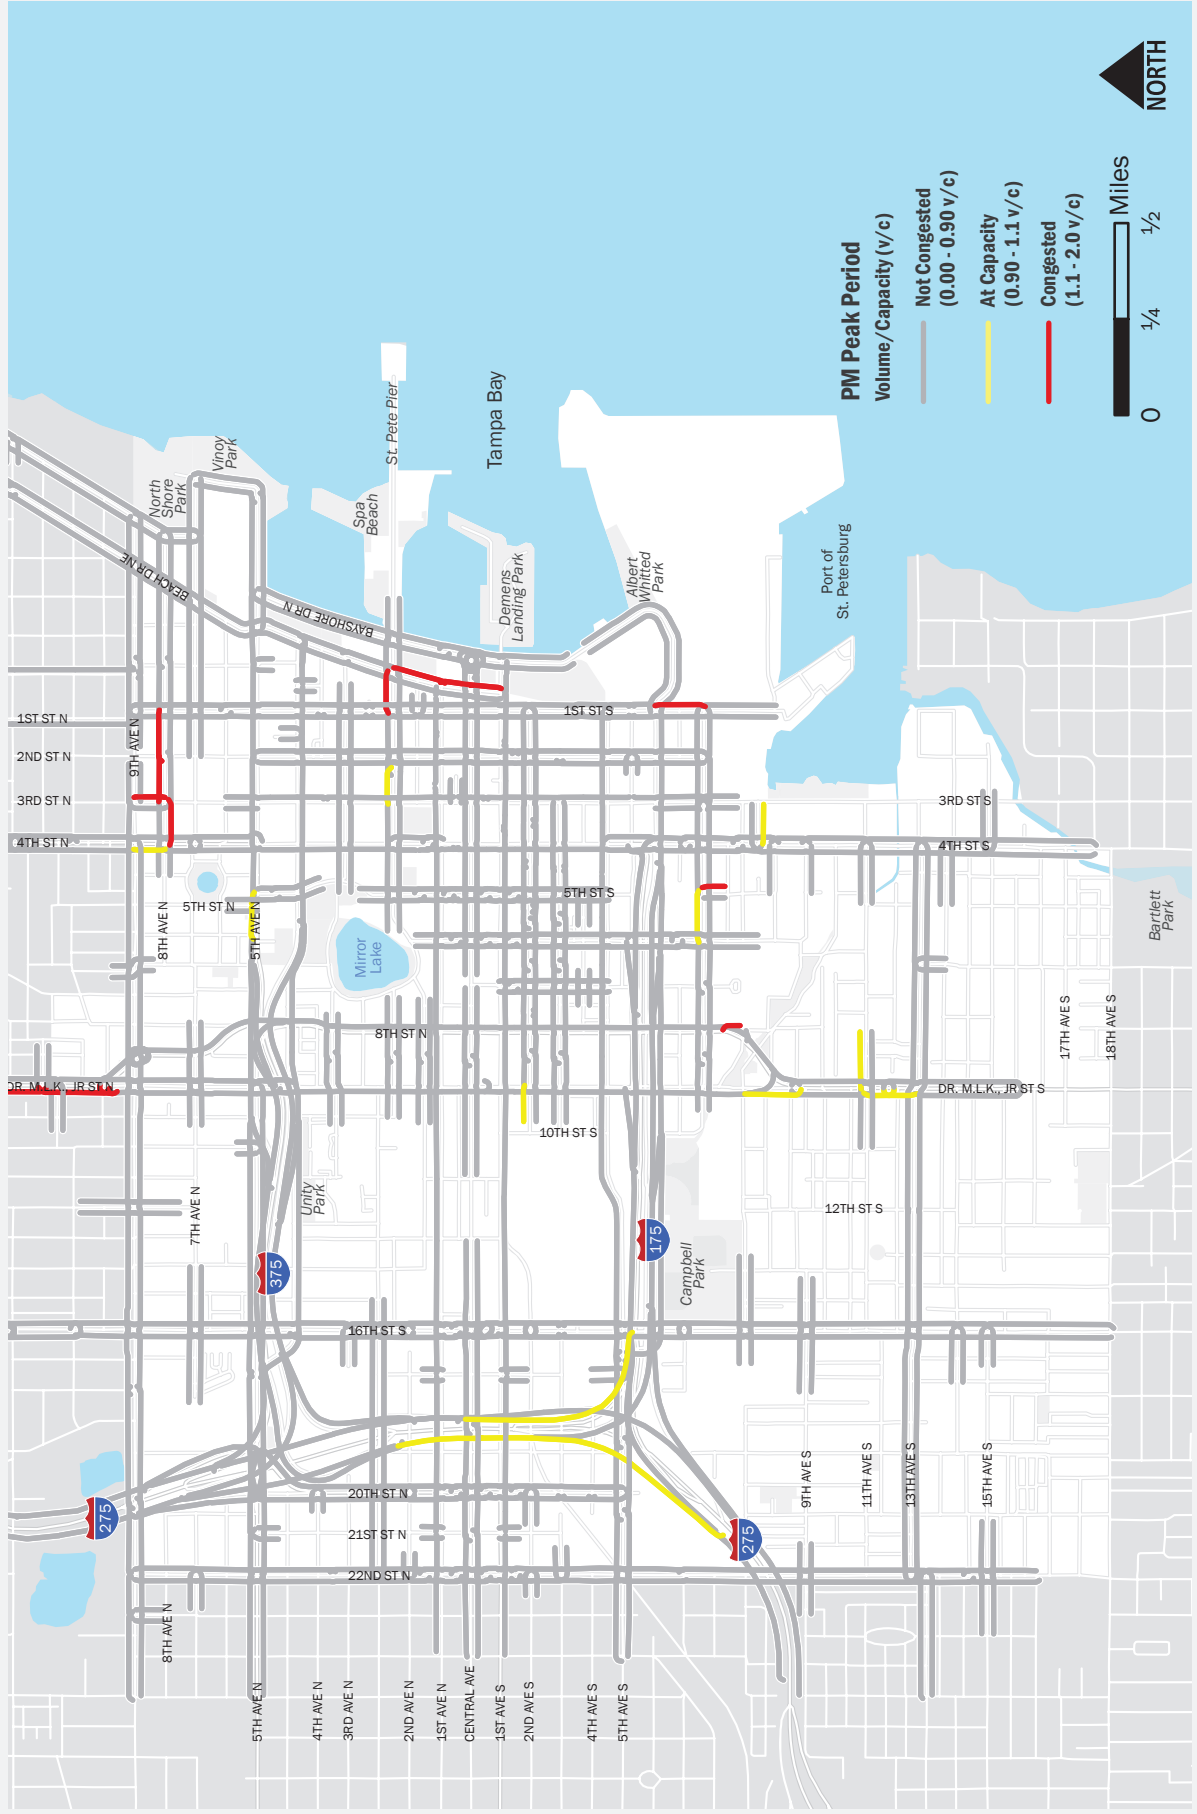 NORTH
PM Peak Period
Volume/Capacity (v/c)
Not Congested
(0.00 - 0.90 v/c)
At Capacity
(0.90 - 1.1 v/c)
Congested
(1.1 - 2.0 v/c)
Miles
0
¼
½
Vinoy
Park
North
Shore
Park
St. Pete Pier
Spa
Beach
Tampa Bay
Demens
Landing Park
Albert
Whitted
Park
Port of
St. Petersburg
BEACH DR NE
BAYSHORE DR N
1ST ST N
1ST ST S
2ND ST N
9TH AVE N
3RD ST N
3RD ST S
4TH ST N
4TH ST S
5TH ST N
5TH ST S
8TH AVE N
5TH AVE N
Mirror
Lake
Bartlett
Park
8TH ST N
17TH AVE S
18TH AVE S
DR. M.L.K., JR ST N
DR. M.L.K., JR ST S
10TH ST S
7TH AVE N
Unity
Park
12TH ST S
375
175
Campbell
Park
16TH ST S
20TH ST N
9TH AVE S
11TH AVE S
13TH AVE S
15TH AVE S
275
275
21ST ST N
22ND ST N
8TH AVE N
5TH AVE N
4TH AVE N
3RD AVE N
2ND AVE N
1ST AVE N
CENTRAL AVE
1ST AVE S
2ND AVE S
4TH AVE S
5TH AVE S